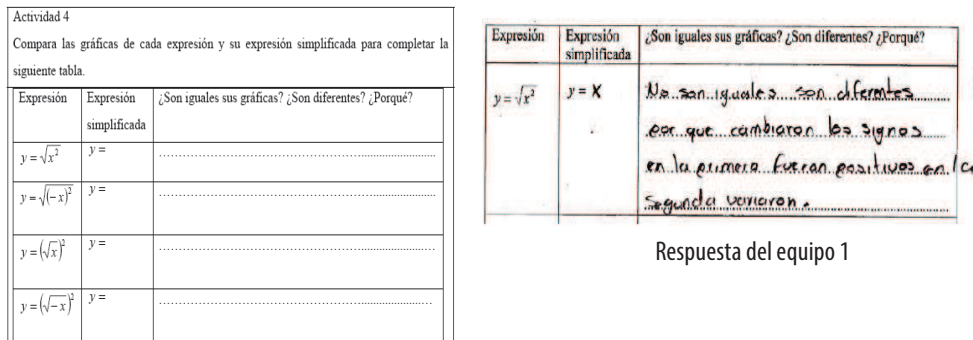 Actividad 4
Compara las gráficas de cada expresión y su expresión simplificada para completar la
siguiente tabla.
Expresión
Expresión
simplificada
¿Son iguales sus gráficas? ¿Son diferentes? ¿Porqué?
y = √x²
y =
y = √(−x)²
y =
y = (√x)²
y =
y = (√−x)²
y =
Expresión
Expresión
simplificada
¿Son iguales sus gráficas? ¿Son diferentes? ¿Porqué?
y = √x²
y = x
No son iguales son diferentes
por que cambiaron los signos
en la primera fueron positivos en la
segunda variaron.
Respuesta del equipo 1